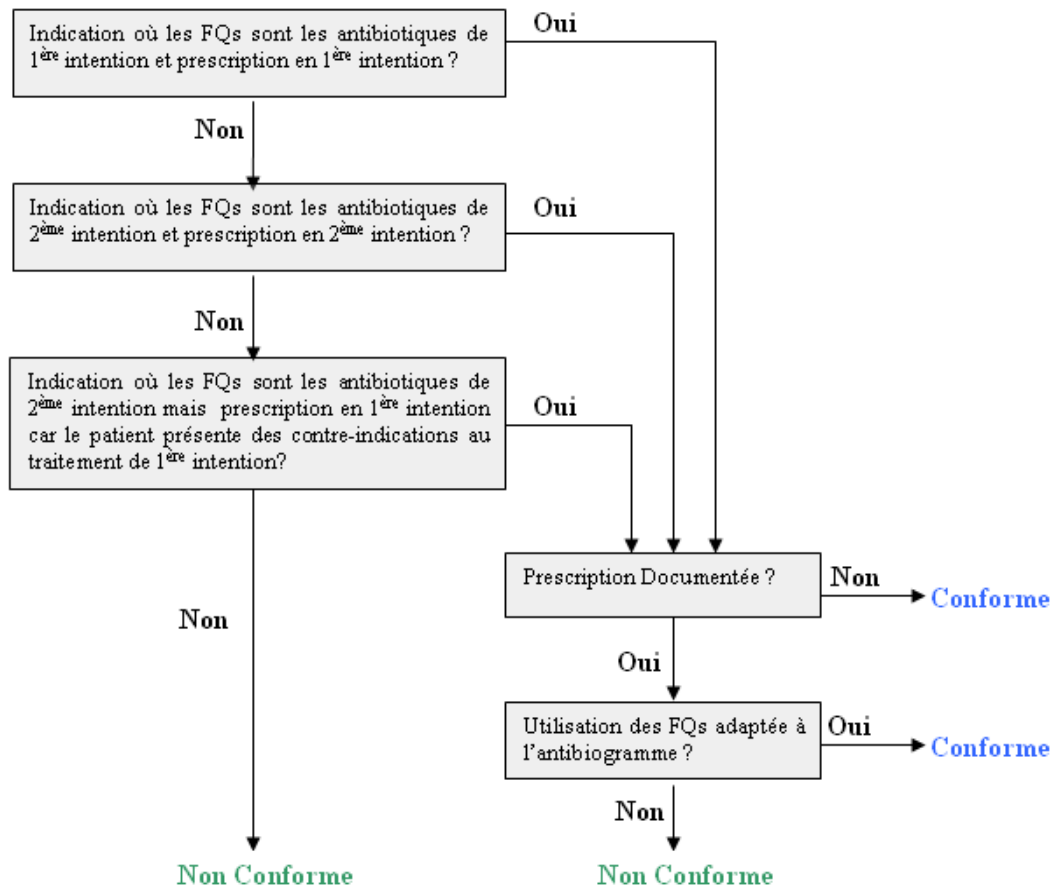 Indication où les FQs sont les antibiotiques de
1ère intention et prescription en 1ère intention ?
Oui
Non
Indication où les FQs sont les antibiotiques de
2ème intention et prescription en 2ème intention ?
Oui
Non
Indication où les FQs sont les antibiotiques de
2ème intention mais prescription en 1ère intention
car le patient présente des contre-indications au
traitement de 1ère intention?
Oui
Non
Prescription Documentée ?
Non
Conforme
Oui
Utilisation des FQs adaptée à
l'antibiogramme ?
Oui
Conforme
Non
Non Conforme
Non Conforme